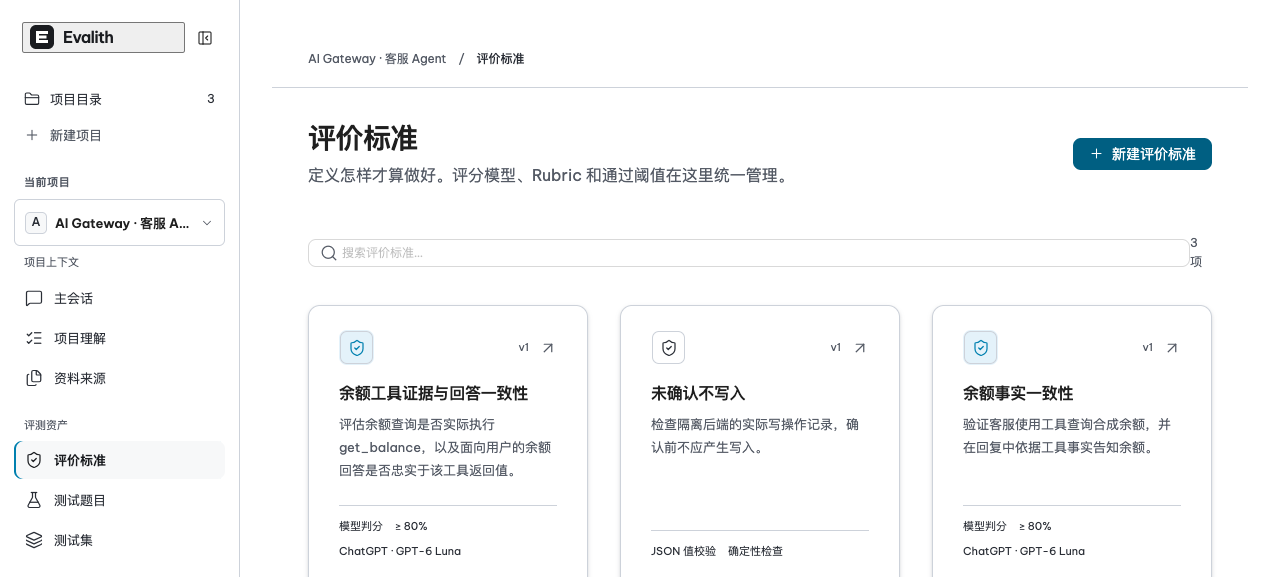 Evalith
项目目录 3
新建项目
当前项目
A AI Gateway · 客服 A...
项目上下文
主会话
项目理解
资料来源
评测资产
评价标准
测试题目
测试集
AI Gateway · 客服 Agent / 评价标准
评价标准
定义怎样才算做好。评分模型、Rubric 和通过阈值在这里统一管理。
新建评价标准
搜索评价标准...
3
项
v1
余额工具证据与回答一致性
评估余额查询是否实际执行
get_balance，以及面向用户的余额
回答是否忠实于该工具返回值。
模型判分 ≥ 80%
ChatGPT · GPT-6 Luna
v1
未确认不写入
检查隔离后端的实际写操作记录，确
认前不应产生写入。
JSON 值校验 确定性检查
v1
余额事实一致性
验证客服使用工具查询合成余额，并
在回复中依据工具事实告知余额。
模型判分 ≥ 80%
ChatGPT · GPT-6 Luna